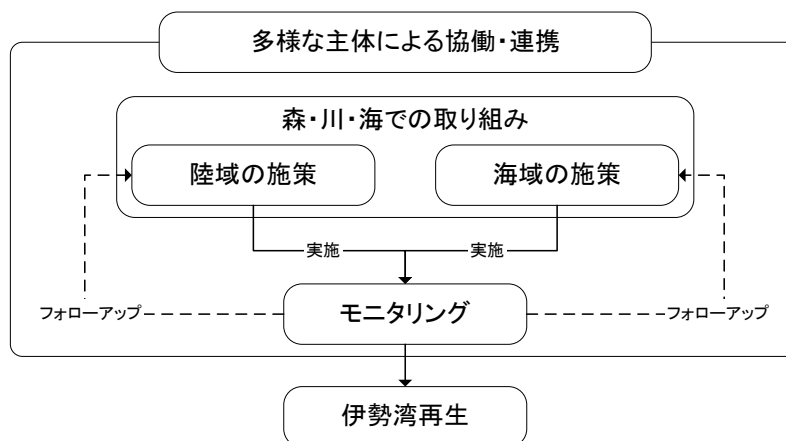 多様な主体による協働・連携
森・川・海での取り組み
陸域の施策
海域の施策
実施
実施
フォローアップ
モニタリング
フォローアップ
伊勢湾再生